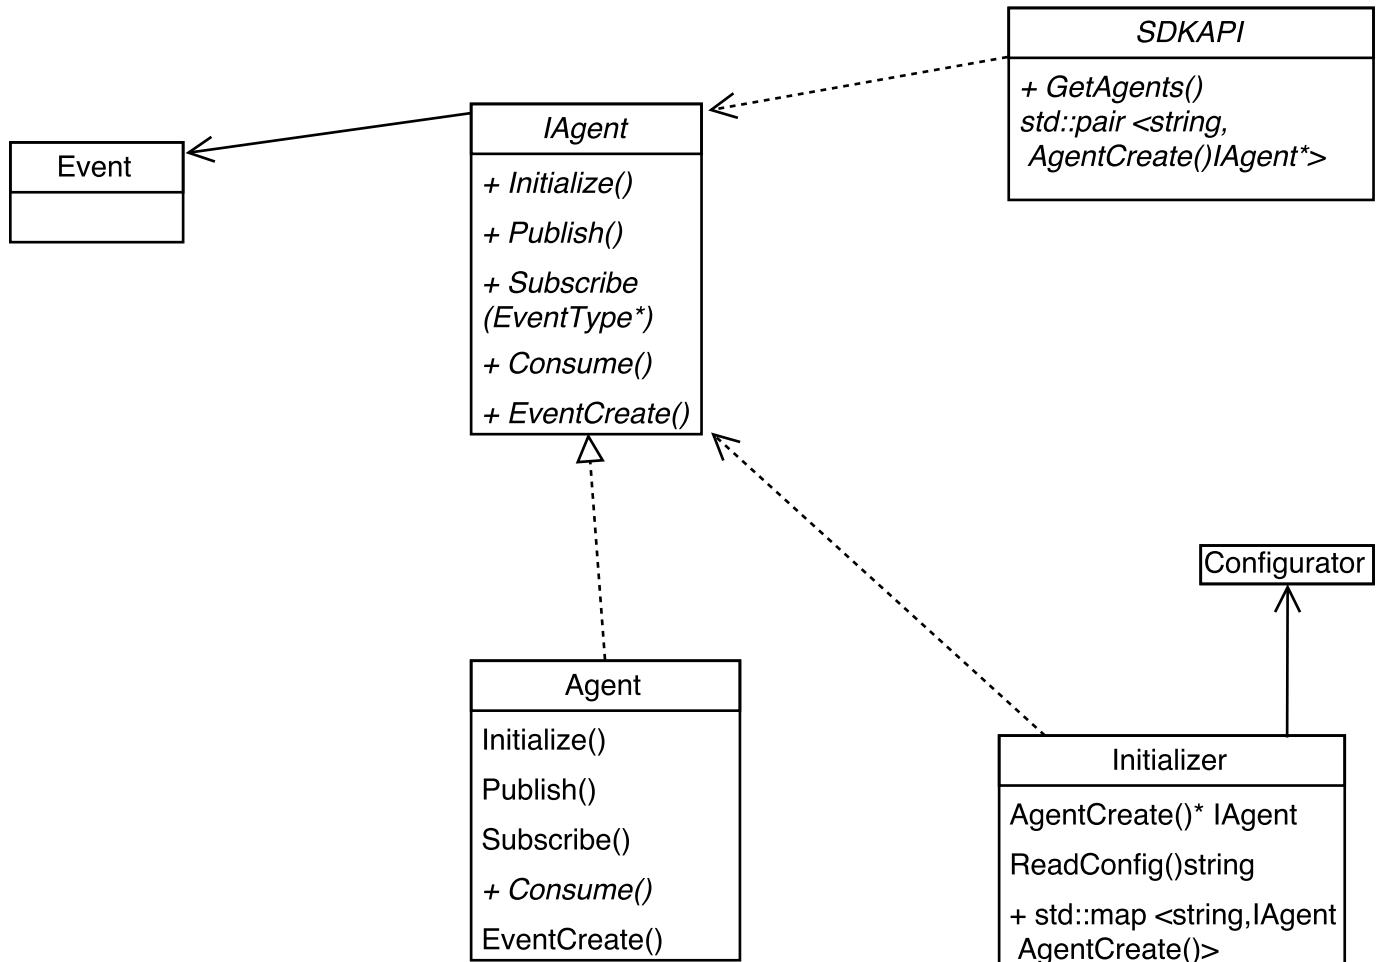 SDKAPI
+ GetAgents()
std::pair <string,
AgentCreate()IAgent*>
IAgent
+ Initialize()
+ Publish()
+ Subscribe
(EventType*)
+ Consume()
+ EventCreate()
Event
Configurator
Agent
Initialize()
Publish()
Subscribe()
+ Consume()
EventCreate()
Initializer
AgentCreate()* IAgent
ReadConfig()string
+ std::map <string,IAgent
AgentCreate()>